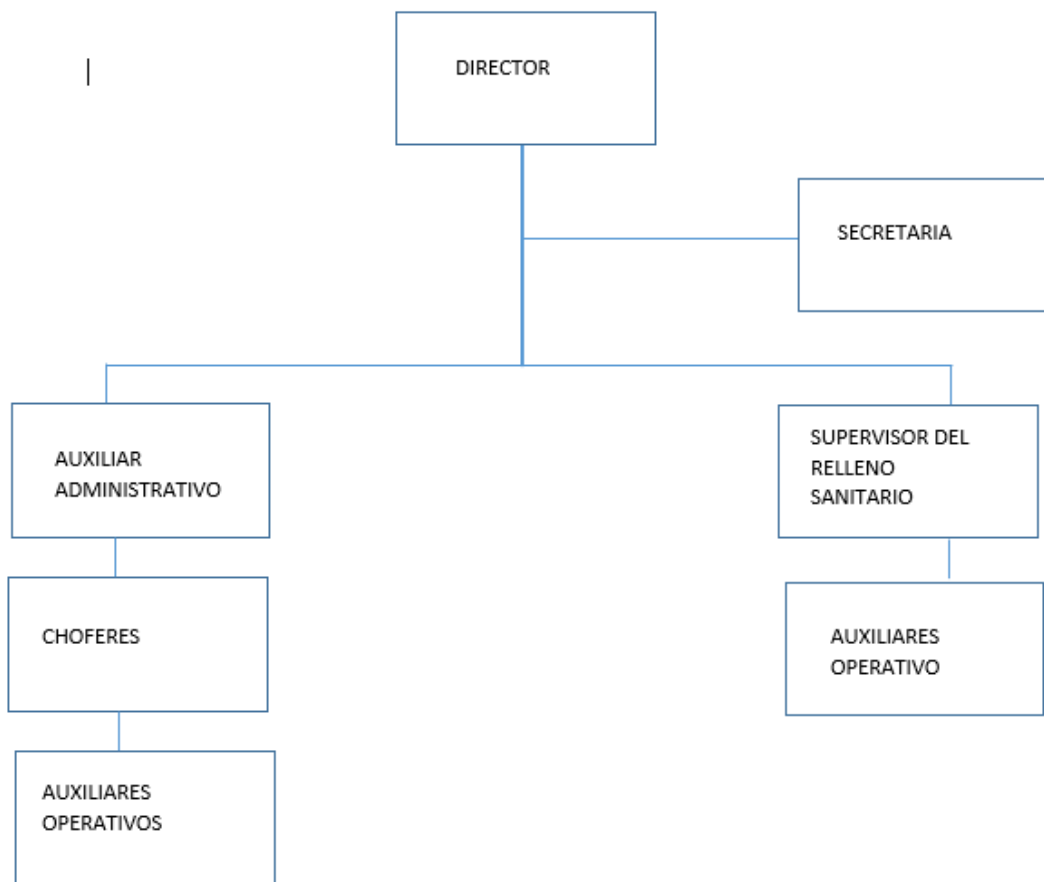 DIRECTOR
SECRETARIA
AUXILIAR
ADMINISTRATIVO
SUPERVISOR DEL
RELLENO
SANITARIO
CHOFERES
AUXILIARES
OPERATIVO
AUXILIARES
OPERATIVOS